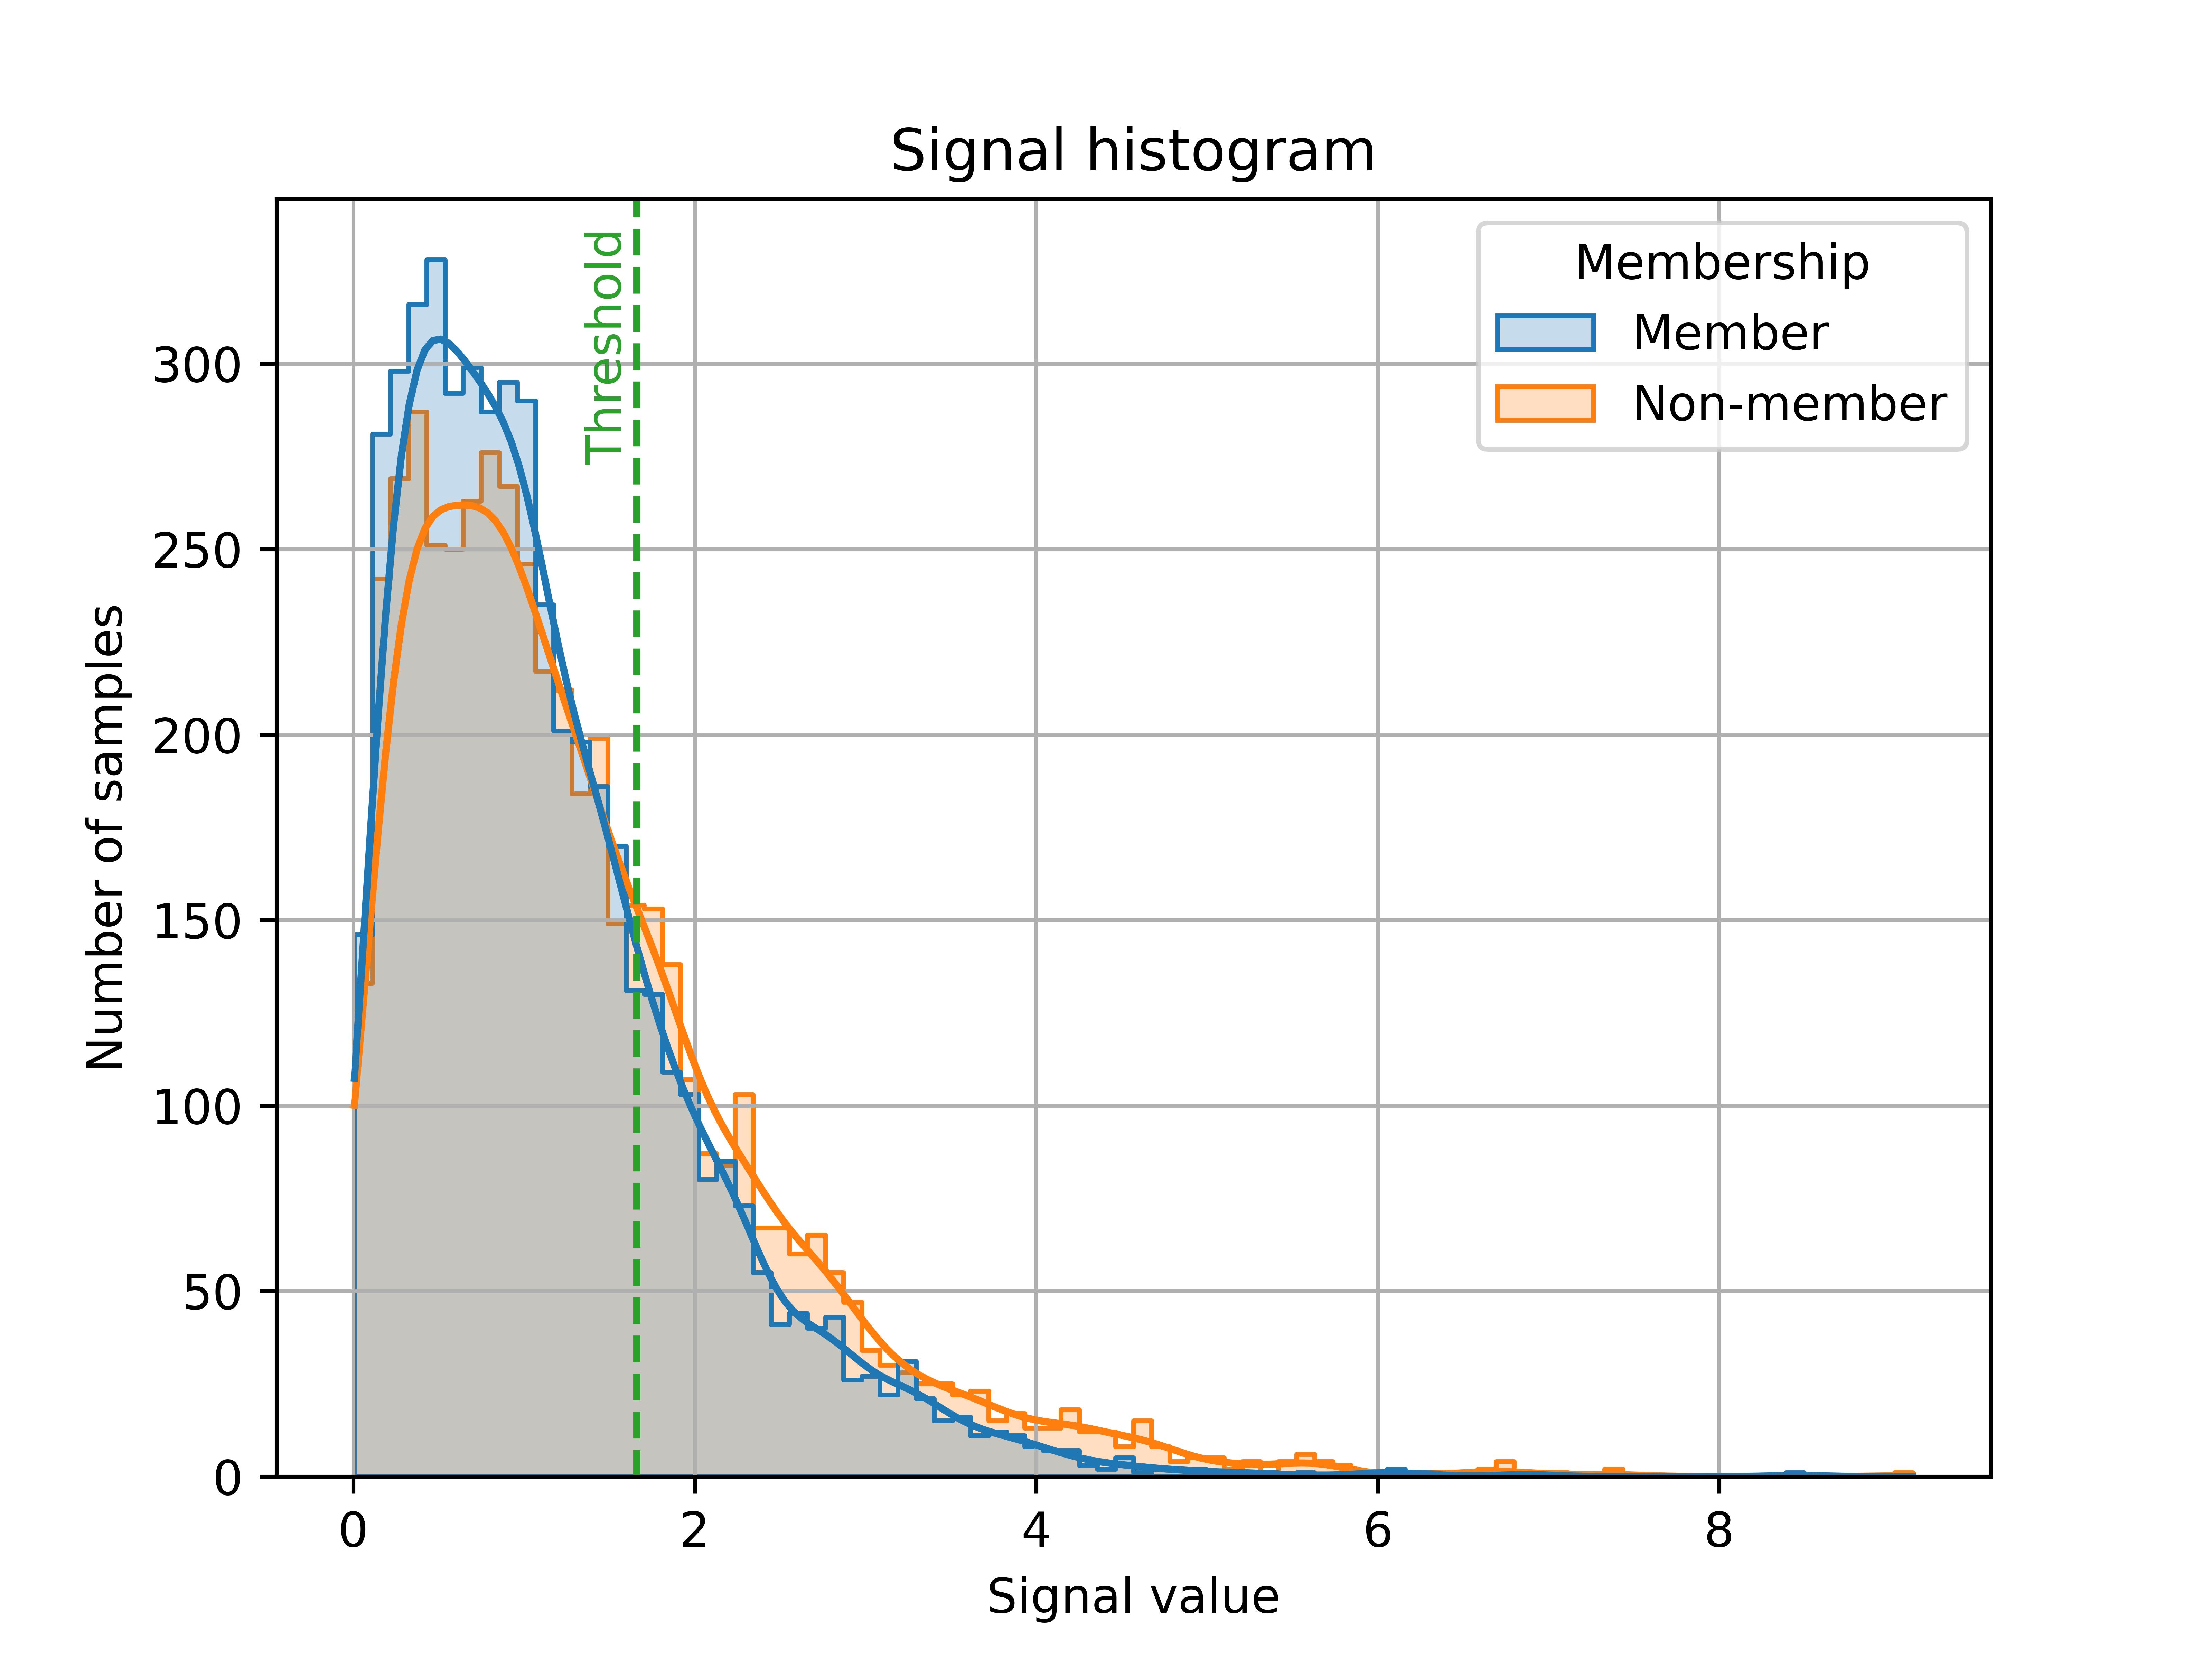 Signal histogram
Threshold
Membership
Member
Non-member
Number of samples
300
250
200
150
100
50
0
0 2 4 6 8
Signal value